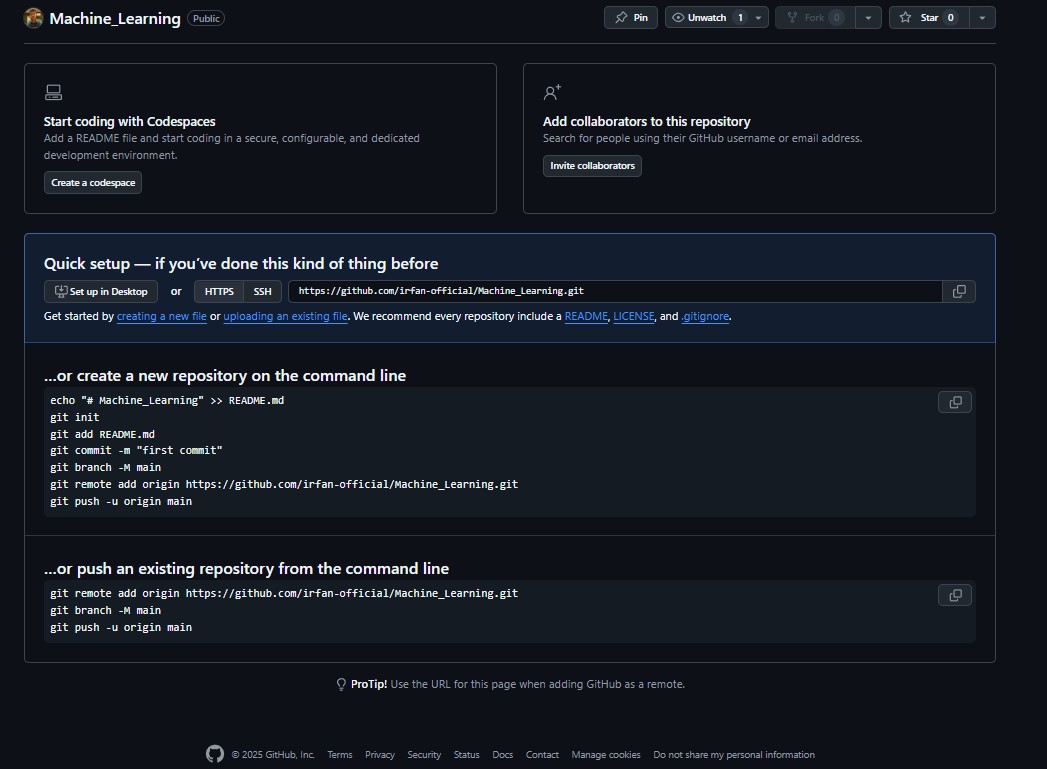 Machine_Learning Public Pin Unwatch 1 Fork 0 Star 0
Start coding with Codespaces
Add a README file and start coding in a secure, configurable, and dedicated
development environment.
Create a codespace
Add collaborators to this repository
Search for people using their GitHub username or email address.
Invite collaborators
Quick setup — if you've done this kind of thing before
Set up in Desktop or HTTPS SSH https://github.com/irfan-official/Machine_Learning.git
Get started by creating a new file or uploading an existing file. We recommend every repository include a README, LICENSE, and .gitignore.
...or create a new repository on the command line
echo "# Machine_Learning" >> README.md
git init
git add README.md
git commit -m "first commit"
git branch -M main
git remote add origin https://github.com/irfan-official/Machine_Learning.git
git push -u origin main
...or push an existing repository from the command line
git remote add origin https://github.com/irfan-official/Machine_Learning.git
git branch -M main
git push -u origin main
ProTip! Use the URL for this page when adding GitHub as a remote.
© 2025 GitHub, Inc. Terms Privacy Security Status Docs Contact Manage cookies Do not share my personal information